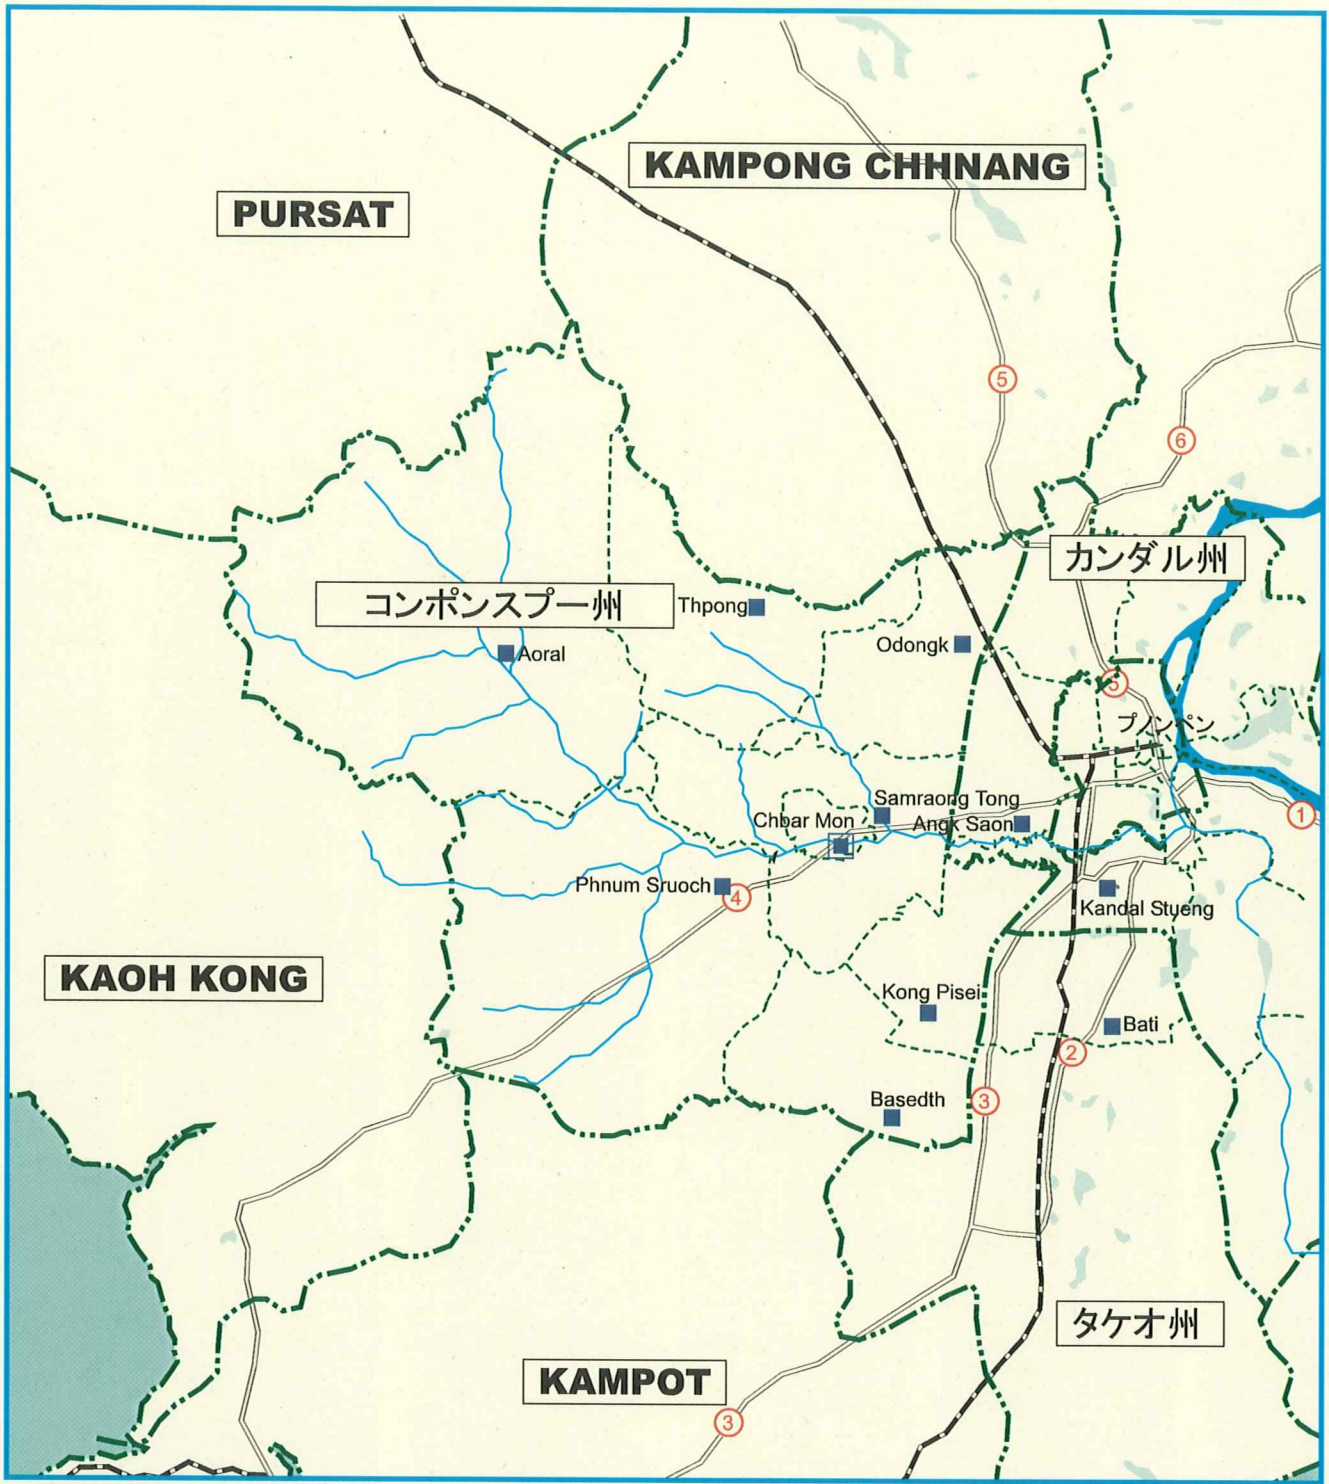 KAMPONG CHHNANG
PURSAT
5
6
カンダル州
コンポンスプー州
Thpong
Odongk
Aoral
5
プノンペン
Samraong Tong
Chbar Mon
Angk Saon
1
Phnum Sruoch
4
Kandal Stueng
KAOH KONG
Kong Pisei
Bati
2
Basedth
3
タケオ州
KAMPOT
3